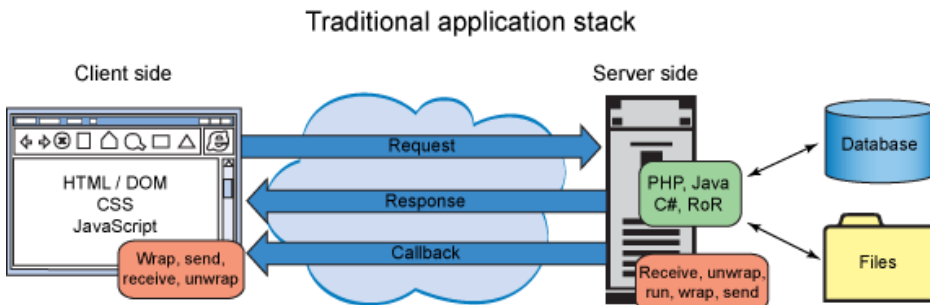 Traditional application stack
Client side
Server side
HTML / DOM
CSS
JavaScript
Wrap, send,
receive, unwrap
Request
Response
Callback
PHP, Java
C#, RoR
Receive, unwrap,
run, wrap, send
Database
Files